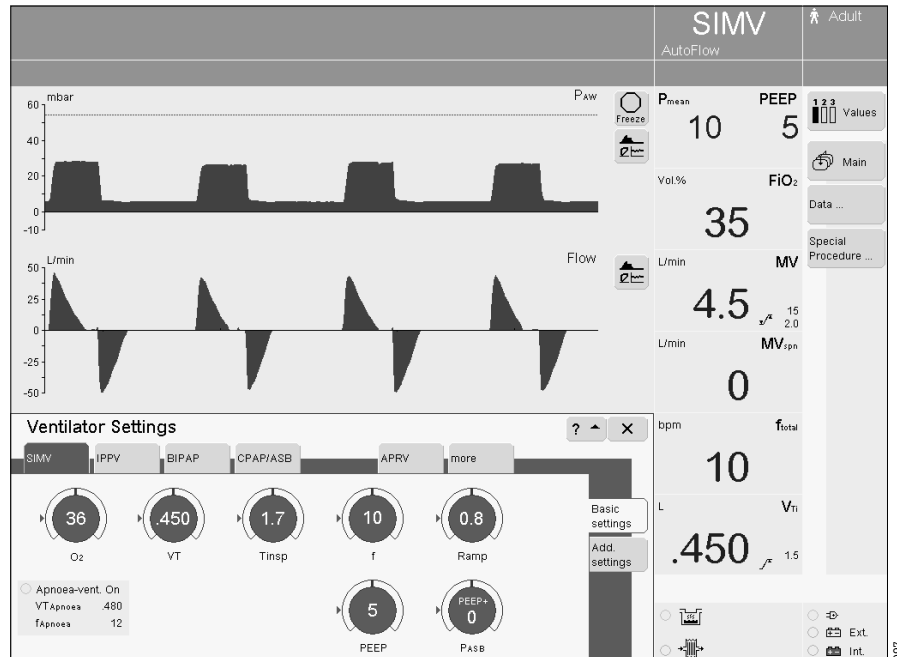 SIMV
AutoFlow
Adult
mbar
Paw
60
40
20
0
-10
Freeze
L/min
Flow
50
25
0
-25
-50
Pmean PEEP
10 5
Vol.% FiO2
35
L/min MV
4.5 15
2.0
L/min MVspn
0
bpm ftotal
10
L VTi
.450 1.5
1 2 3
Values
Main
Data ...
Special
Procedure ...
Ventilator Settings
?
SIMV IPPV BIPAP CPAP/ASB APRV more
36 .450 1.7 10 0.8
O2 VT Tinsp f Ramp
Basic
settings
Add.
settings
Apnoea-vent. On
VTApnoea .480
fApnoea 12
5
PEEP
PEEP+
0
PASB
Ext.
Int.